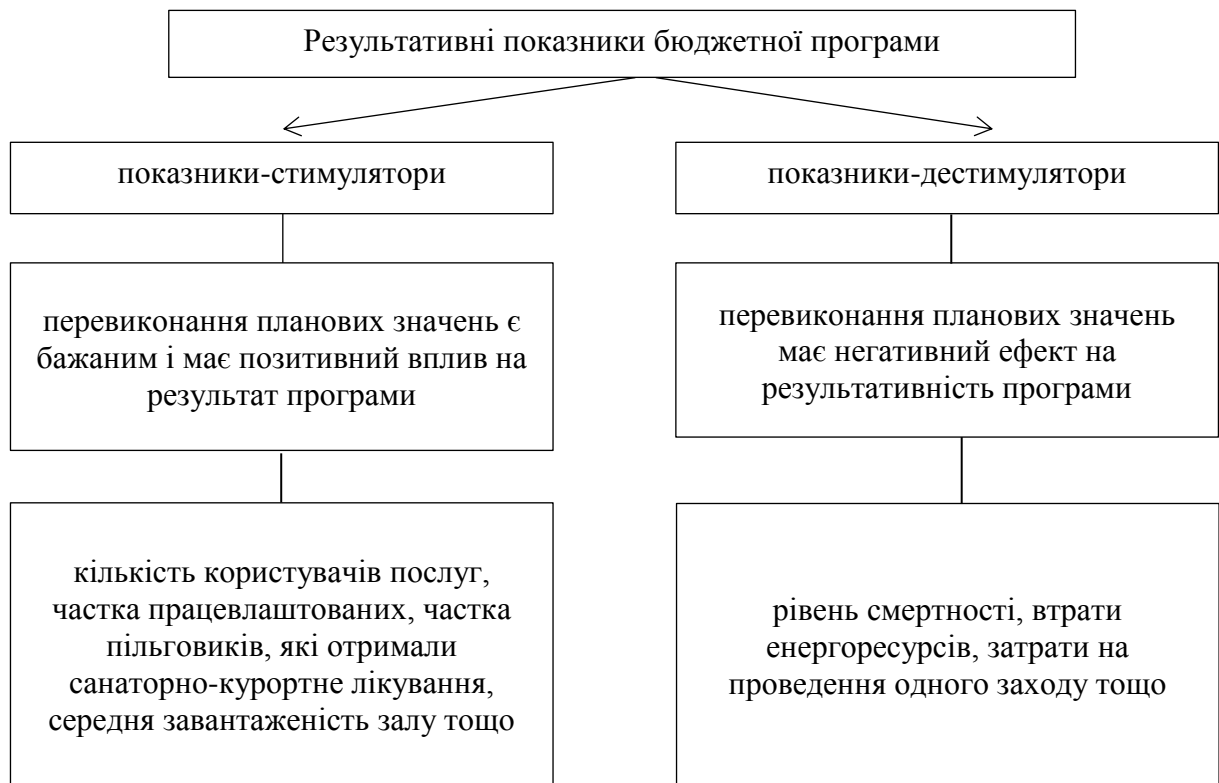 Результативні показники бюджетної програми
показники-стимулятори
показники-дестимулятори
перевиконання планових значень є
бажаним і має позитивний вплив на
результат програми
перевиконання планових значень
має негативний ефект на
результативність програми
кількість користувачів послуг,
частка працевлаштованих, частка
пільговиків, які отримали
санаторно-курортне лікування,
середня завантаженість залу тощо
рівень смертності, втрати
енергоресурсів, затрати на
проведення одного заходу тощо